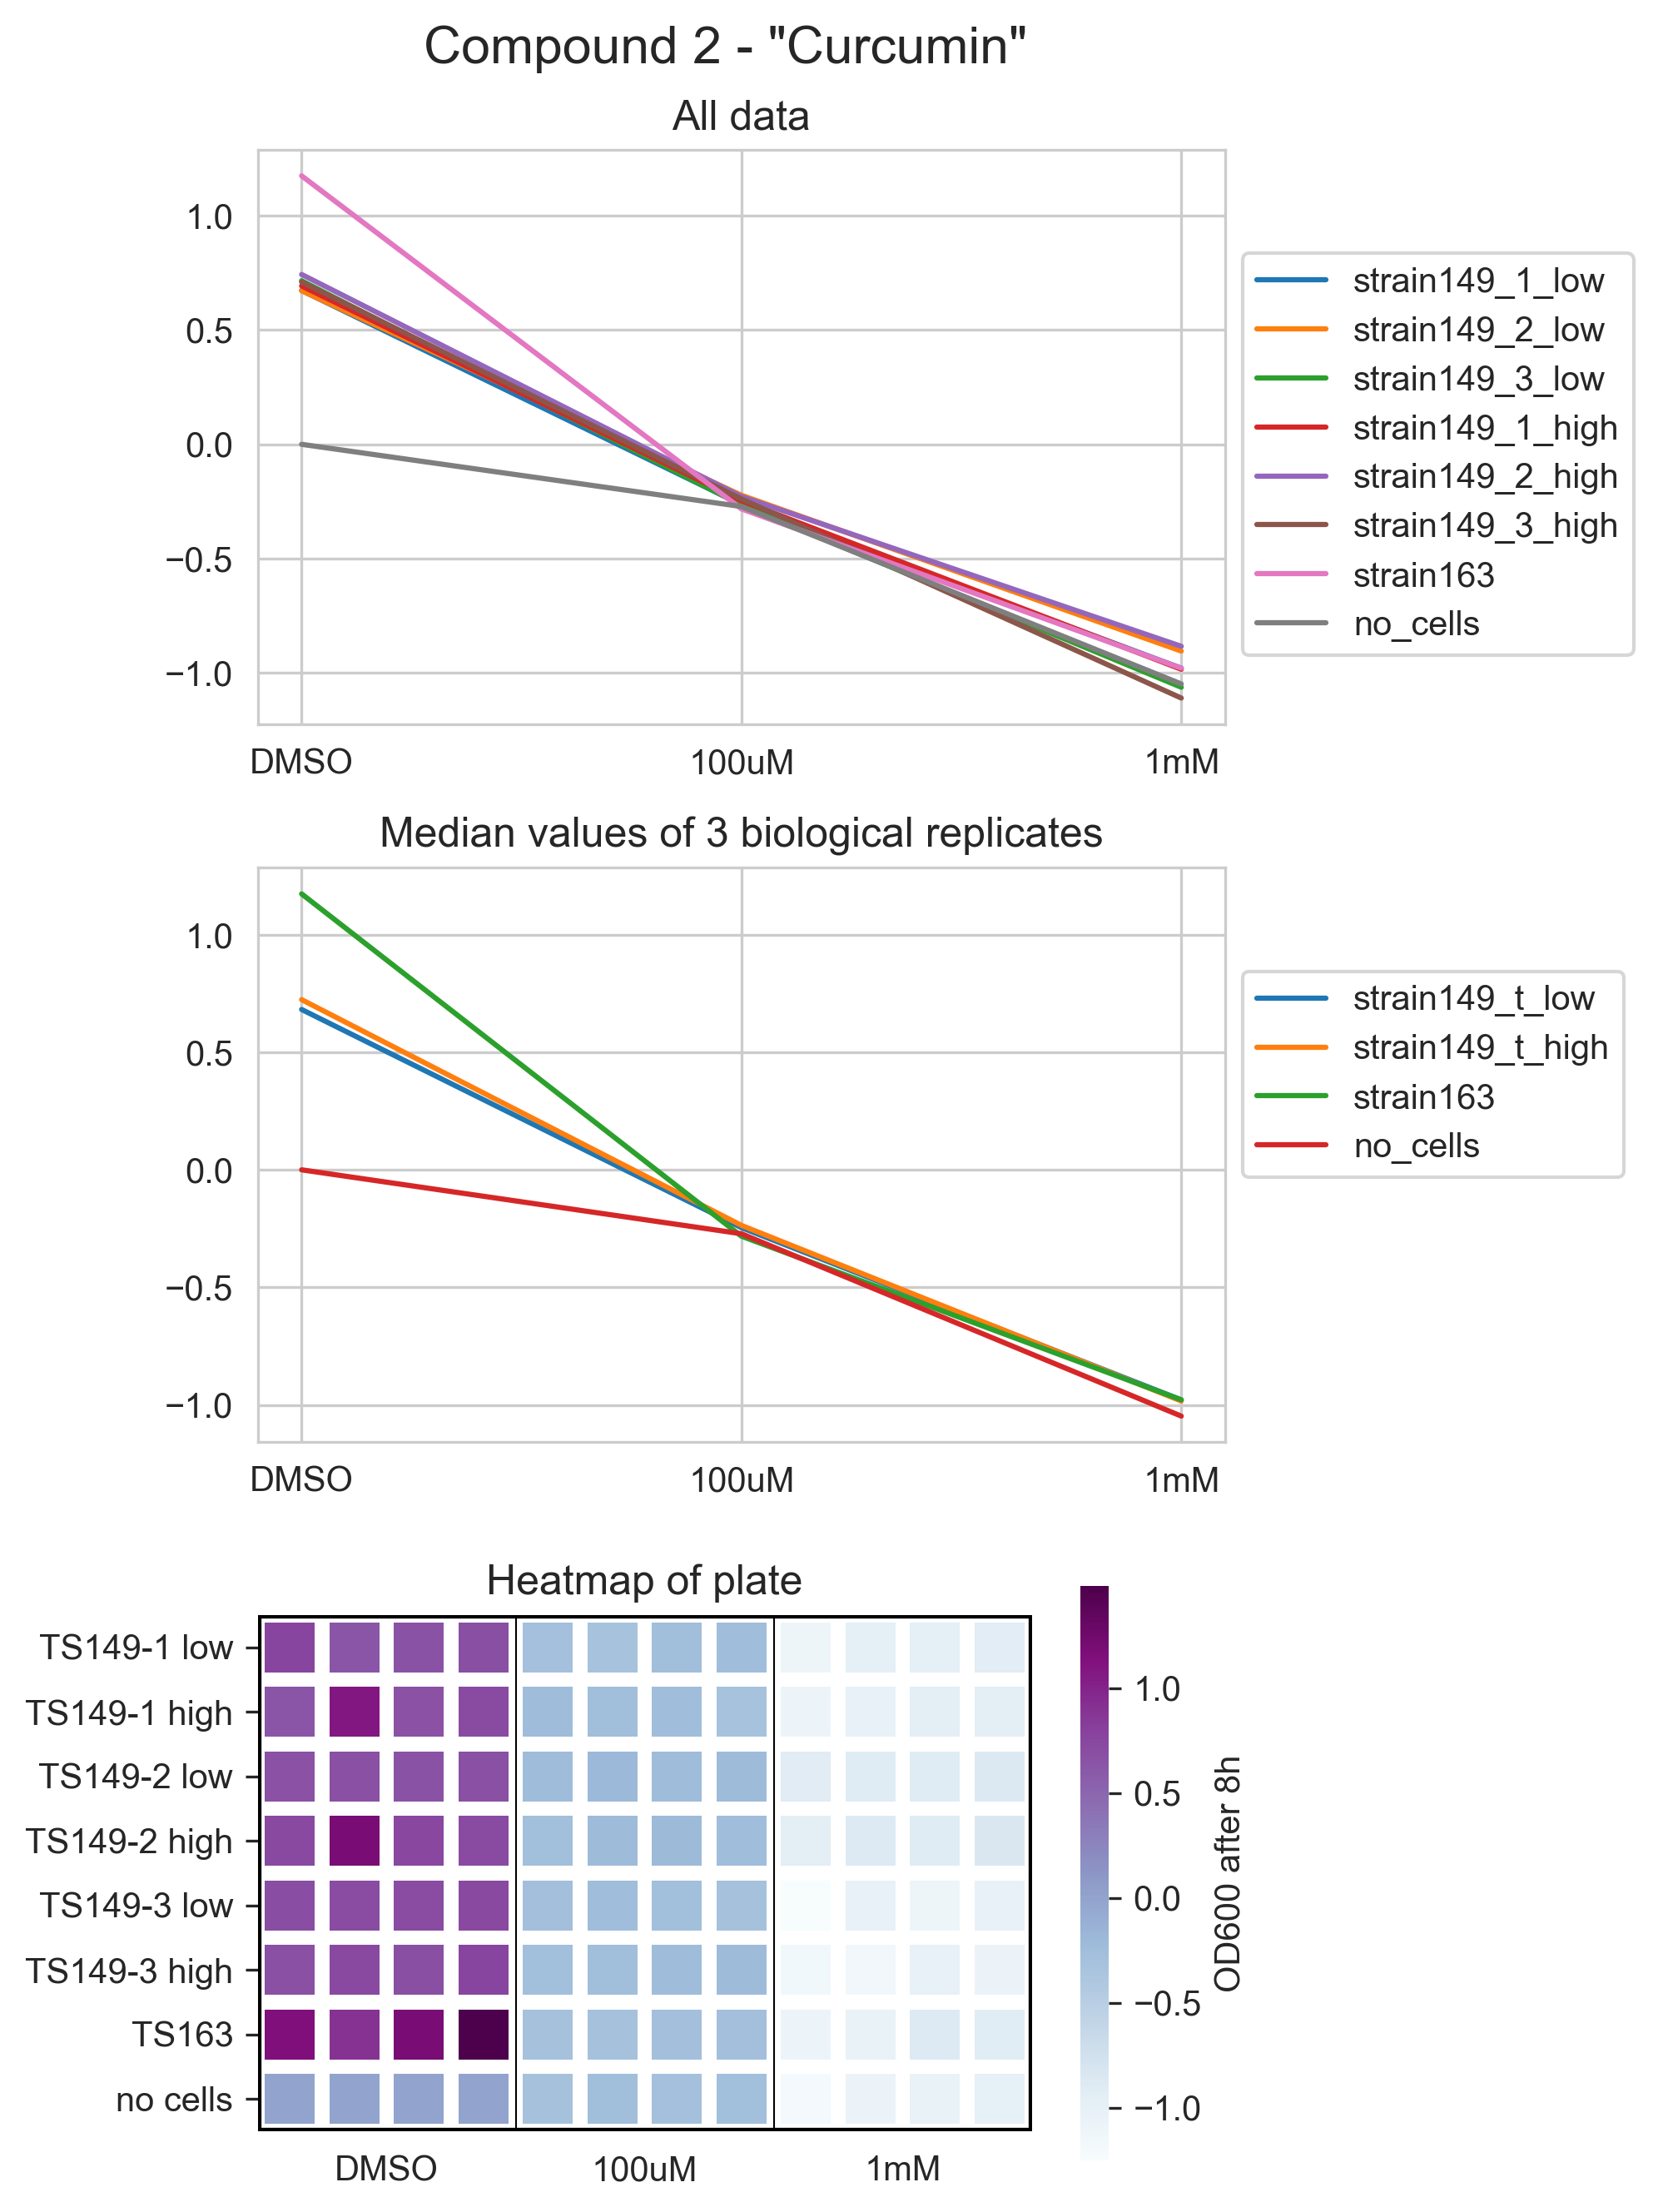 Compound 2 - "Curcumin"
All data
1.0
0.5
0.0
−0.5
−1.0
DMSO 100uM 1mM
strain149_1_low
strain149_2_low
strain149_3_low
strain149_1_high
strain149_2_high
strain149_3_high
strain163
no_cells
Median values of 3 biological replicates
1.0
0.5
0.0
−0.5
−1.0
DMSO 100uM 1mM
strain149_t_low
strain149_t_high
strain163
no_cells
Heatmap of plate
TS149-1 low
TS149-1 high
TS149-2 low
TS149-2 high
TS149-3 low
TS149-3 high
TS163
no cells
DMSO 100uM 1mM
1.0
0.5
0.0
−0.5
−1.0
OD600 after 8h